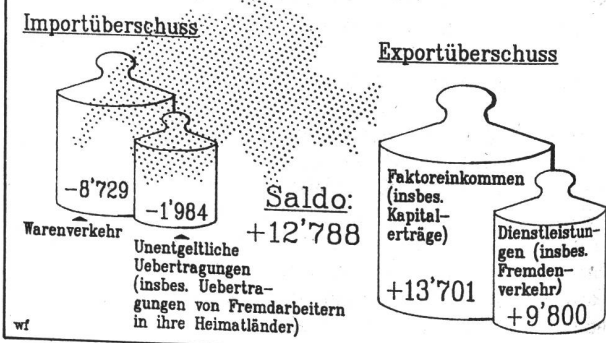 Importüberschuss
-8'729
Warenverkehr
-1'984
Unentgeltliche
Uebertragungen
(insbes. Uebertra-
gungen von Fremdarbeitern
in ihre Heimatländer)
Saldo:
+12'788
Exportüberschuss
Faktoreinkommen
(insbes.
Kapital-
erträge)
+13'701
Dienstleistun-
gen (insbes.
Fremden-
verkehr)
+9'800
wf